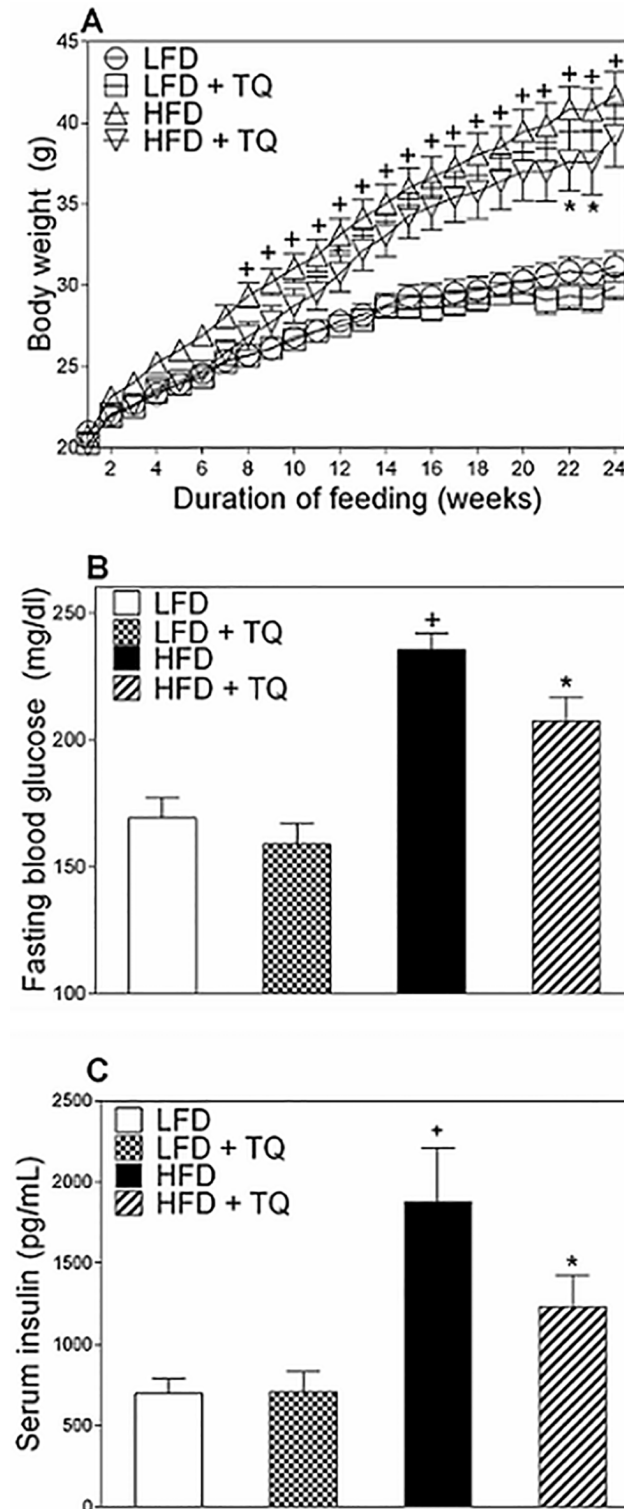 A
45
40
35
30
25
20
Body weight (g)
LFD
LFD + TQ
HFD
HFD + TQ
+ + + + + + + + + + + + + + + + +
* *
2 4 6 8 10 12 14 16 18 20 22 24
Duration of feeding (weeks)
B
250
200
150
100
Fasting blood glucose (mg/dl)
LFD
LFD + TQ
HFD
HFD + TQ
+
*
C
2500
2000
1500
1000
500
0
Serum insulin (pg/mL)
LFD
LFD + TQ
HFD
HFD + TQ
+
*